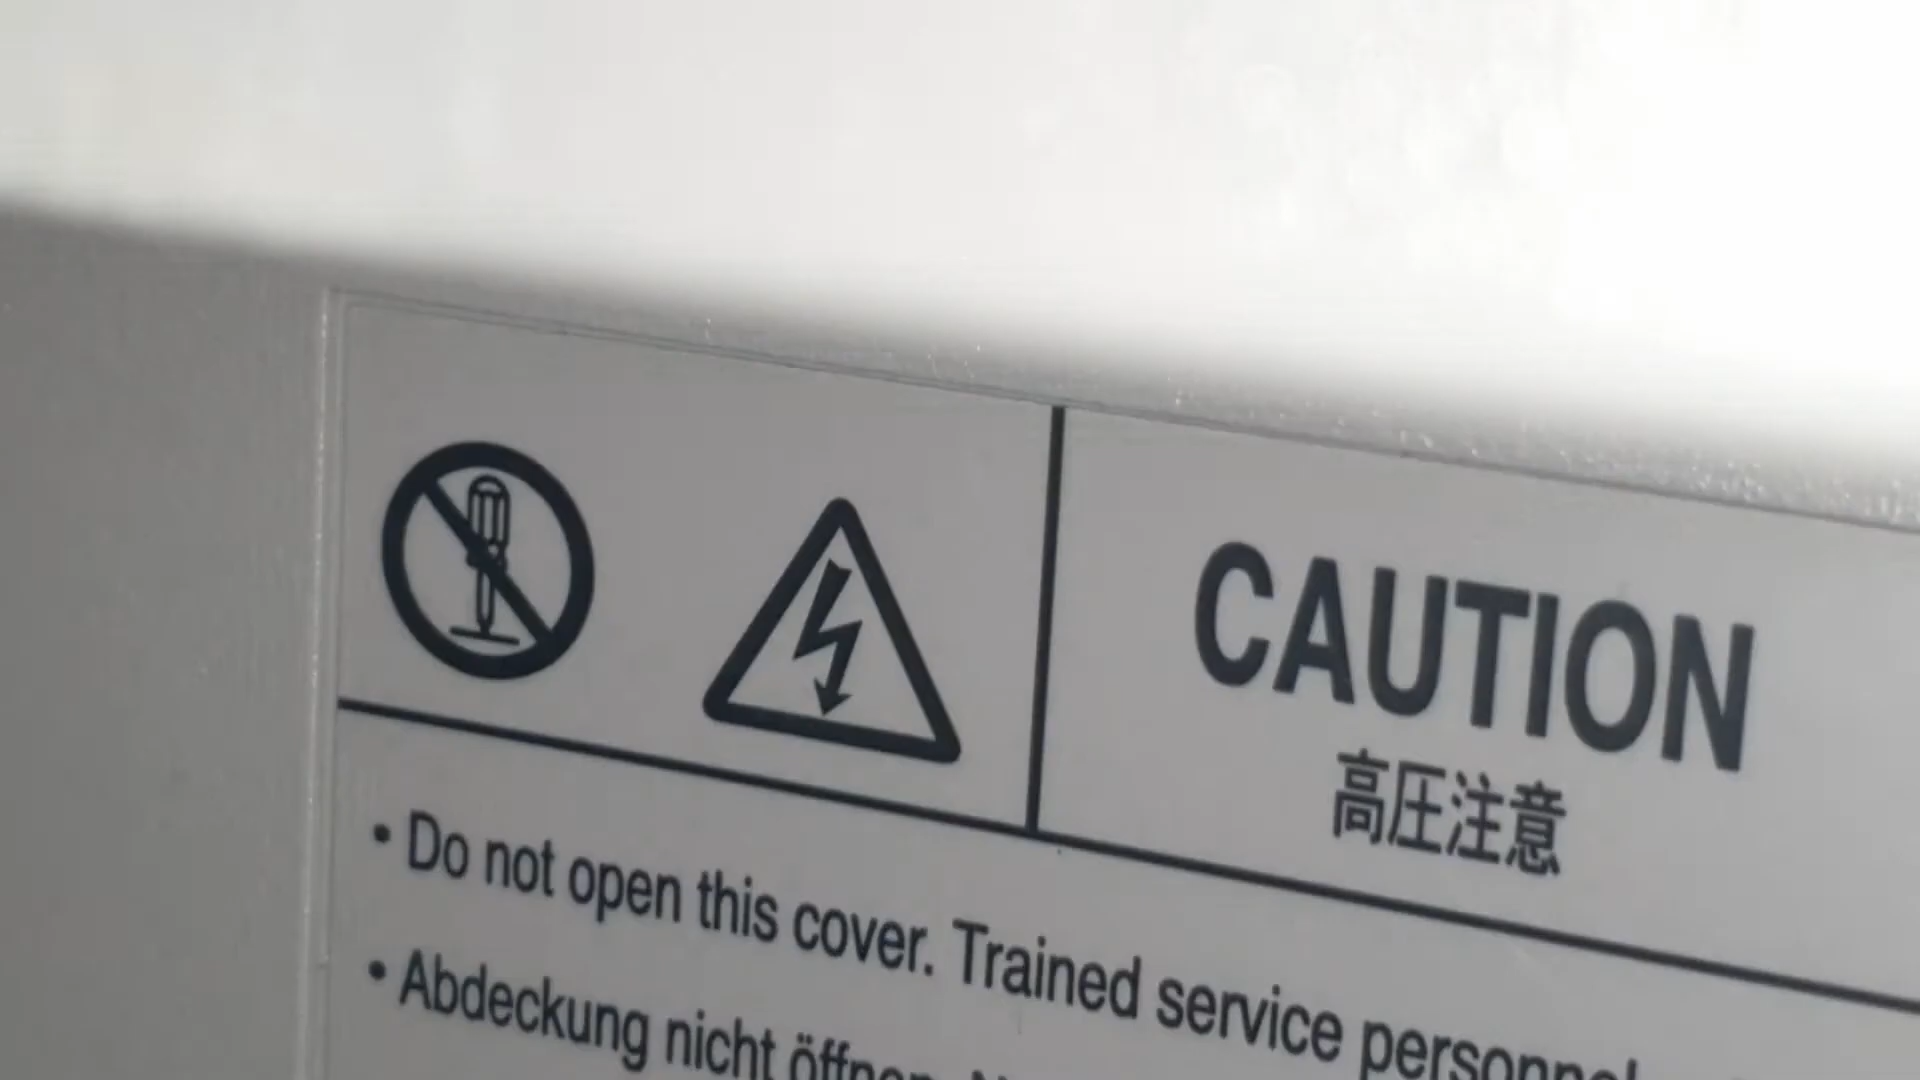 CAUTION
高圧注意
• Do not open this cover. Trained service personnel
• Abdeckung nicht öffnen.